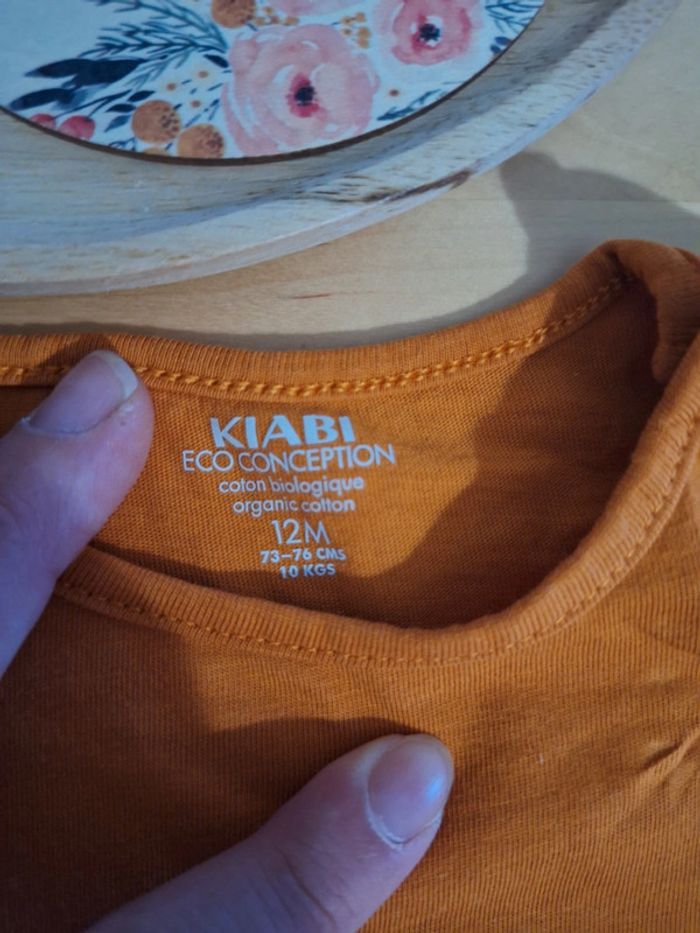 KIABI
ECO CONCEPTION
coton biologique
organic cotton
12M
73-76 CMS
10 KGS